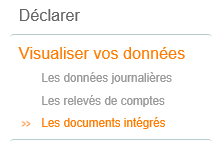 Déclarer
Visualiser vos données
Les données journalières
Les relevés de comptes
>> Les documents intégrés